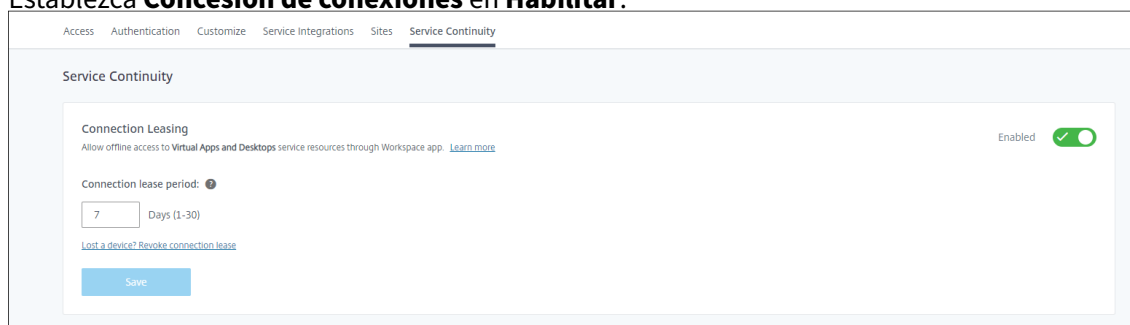 Establezca Concesión de conexiones en Habilitar.
Access Authentication Customize Service Integrations Sites Service Continuity
Service Continuity
Connection Leasing
Allow offline access to Virtual Apps and Desktops service resources through Workspace app. Learn more
Enabled
Connection lease period: ?
7 Days (1-30)
Lost a device? Revoke connection lease
Save